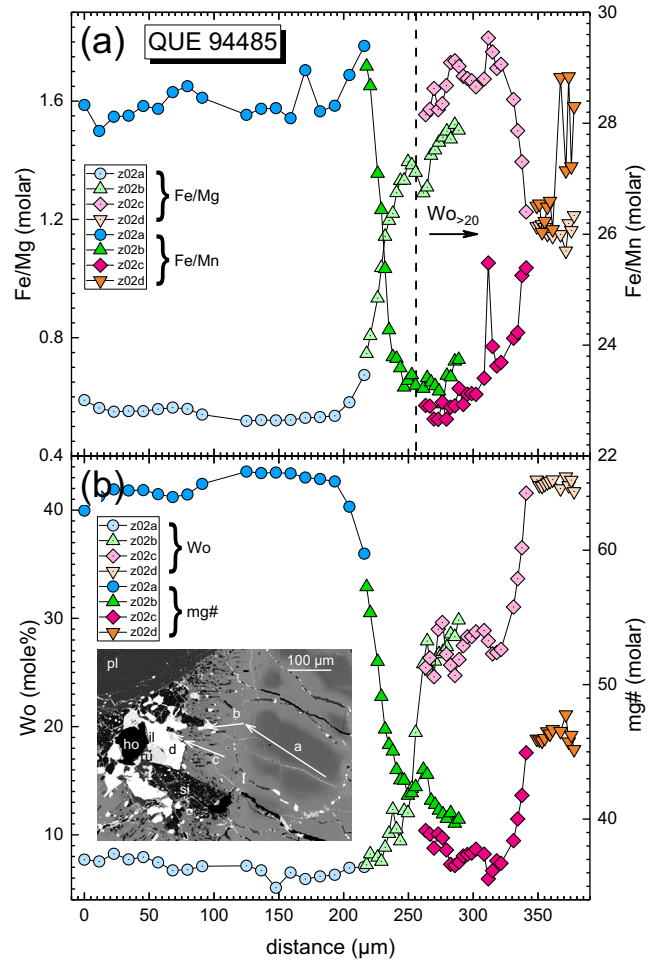 (a) QUE 94485
Fe/Mg (molar)
1.6
1.2
0.8
0.4
30
28
26
24
22
Fe/Mn (molar)
z02a
z02b
z02c
z02d
} Fe/Mg
z02a
z02b
z02c
z02d
} Fe/Mn
Wo>20
(b)
Wo (mole%)
40
30
20
10
60
50
40
mg# (molar)
z02a
z02b
z02c
z02d
} Wo
z02a
z02b
z02c
z02d
} mg#
pl
100 µm
b
a
ho
il
d
c
ru
si
0 50 100 150 200 250 300 350
distance (µm)